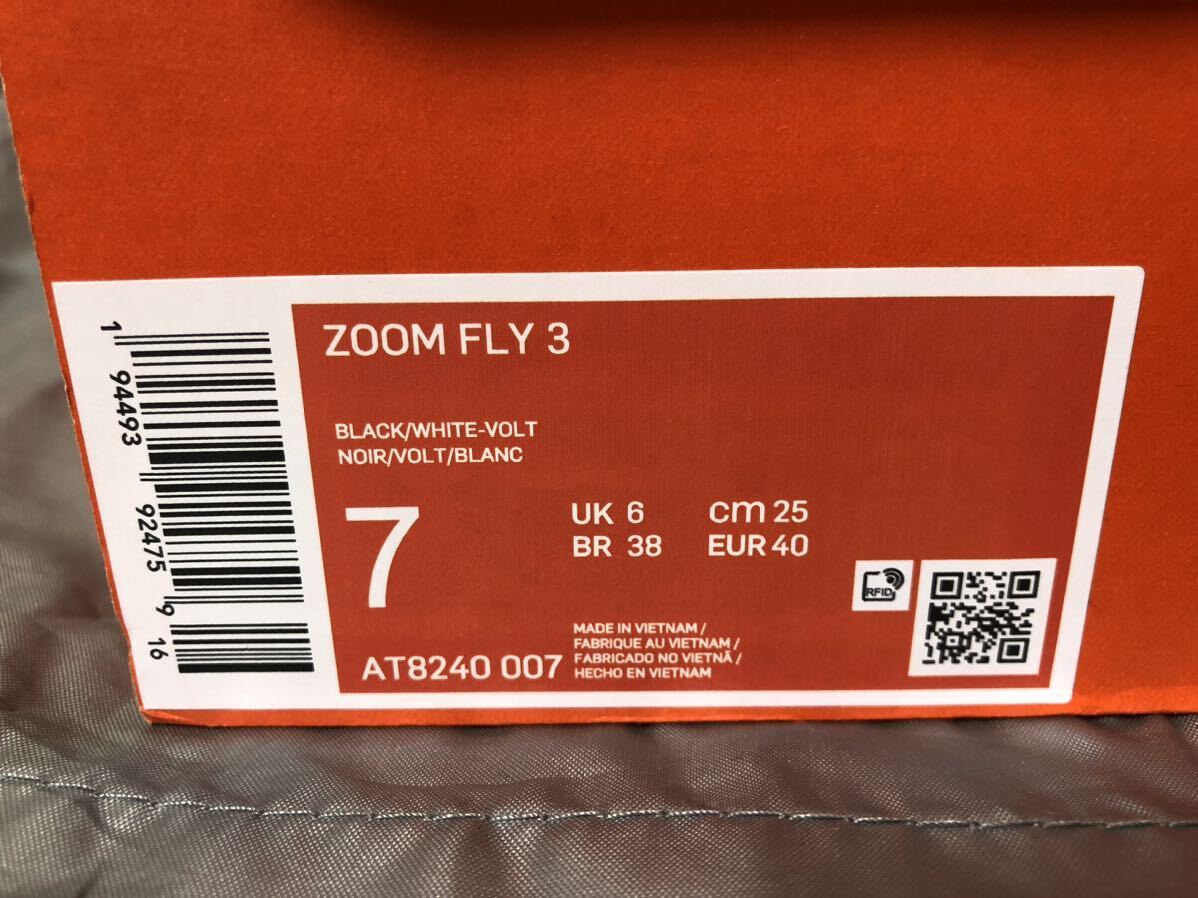 ZOOM FLY 3
BLACK/WHITE-VOLT
NOIR/VOLT/BLANC
7
UK 6 cm 25
BR 38 EUR 40
AT8240 007
MADE IN VIETNAM /
FABRIQUE AU VIETNAM /
FABRICADO NO VIETNÃ /
HECHO EN VIETNAM
RFID
1 94493 92475 9 16